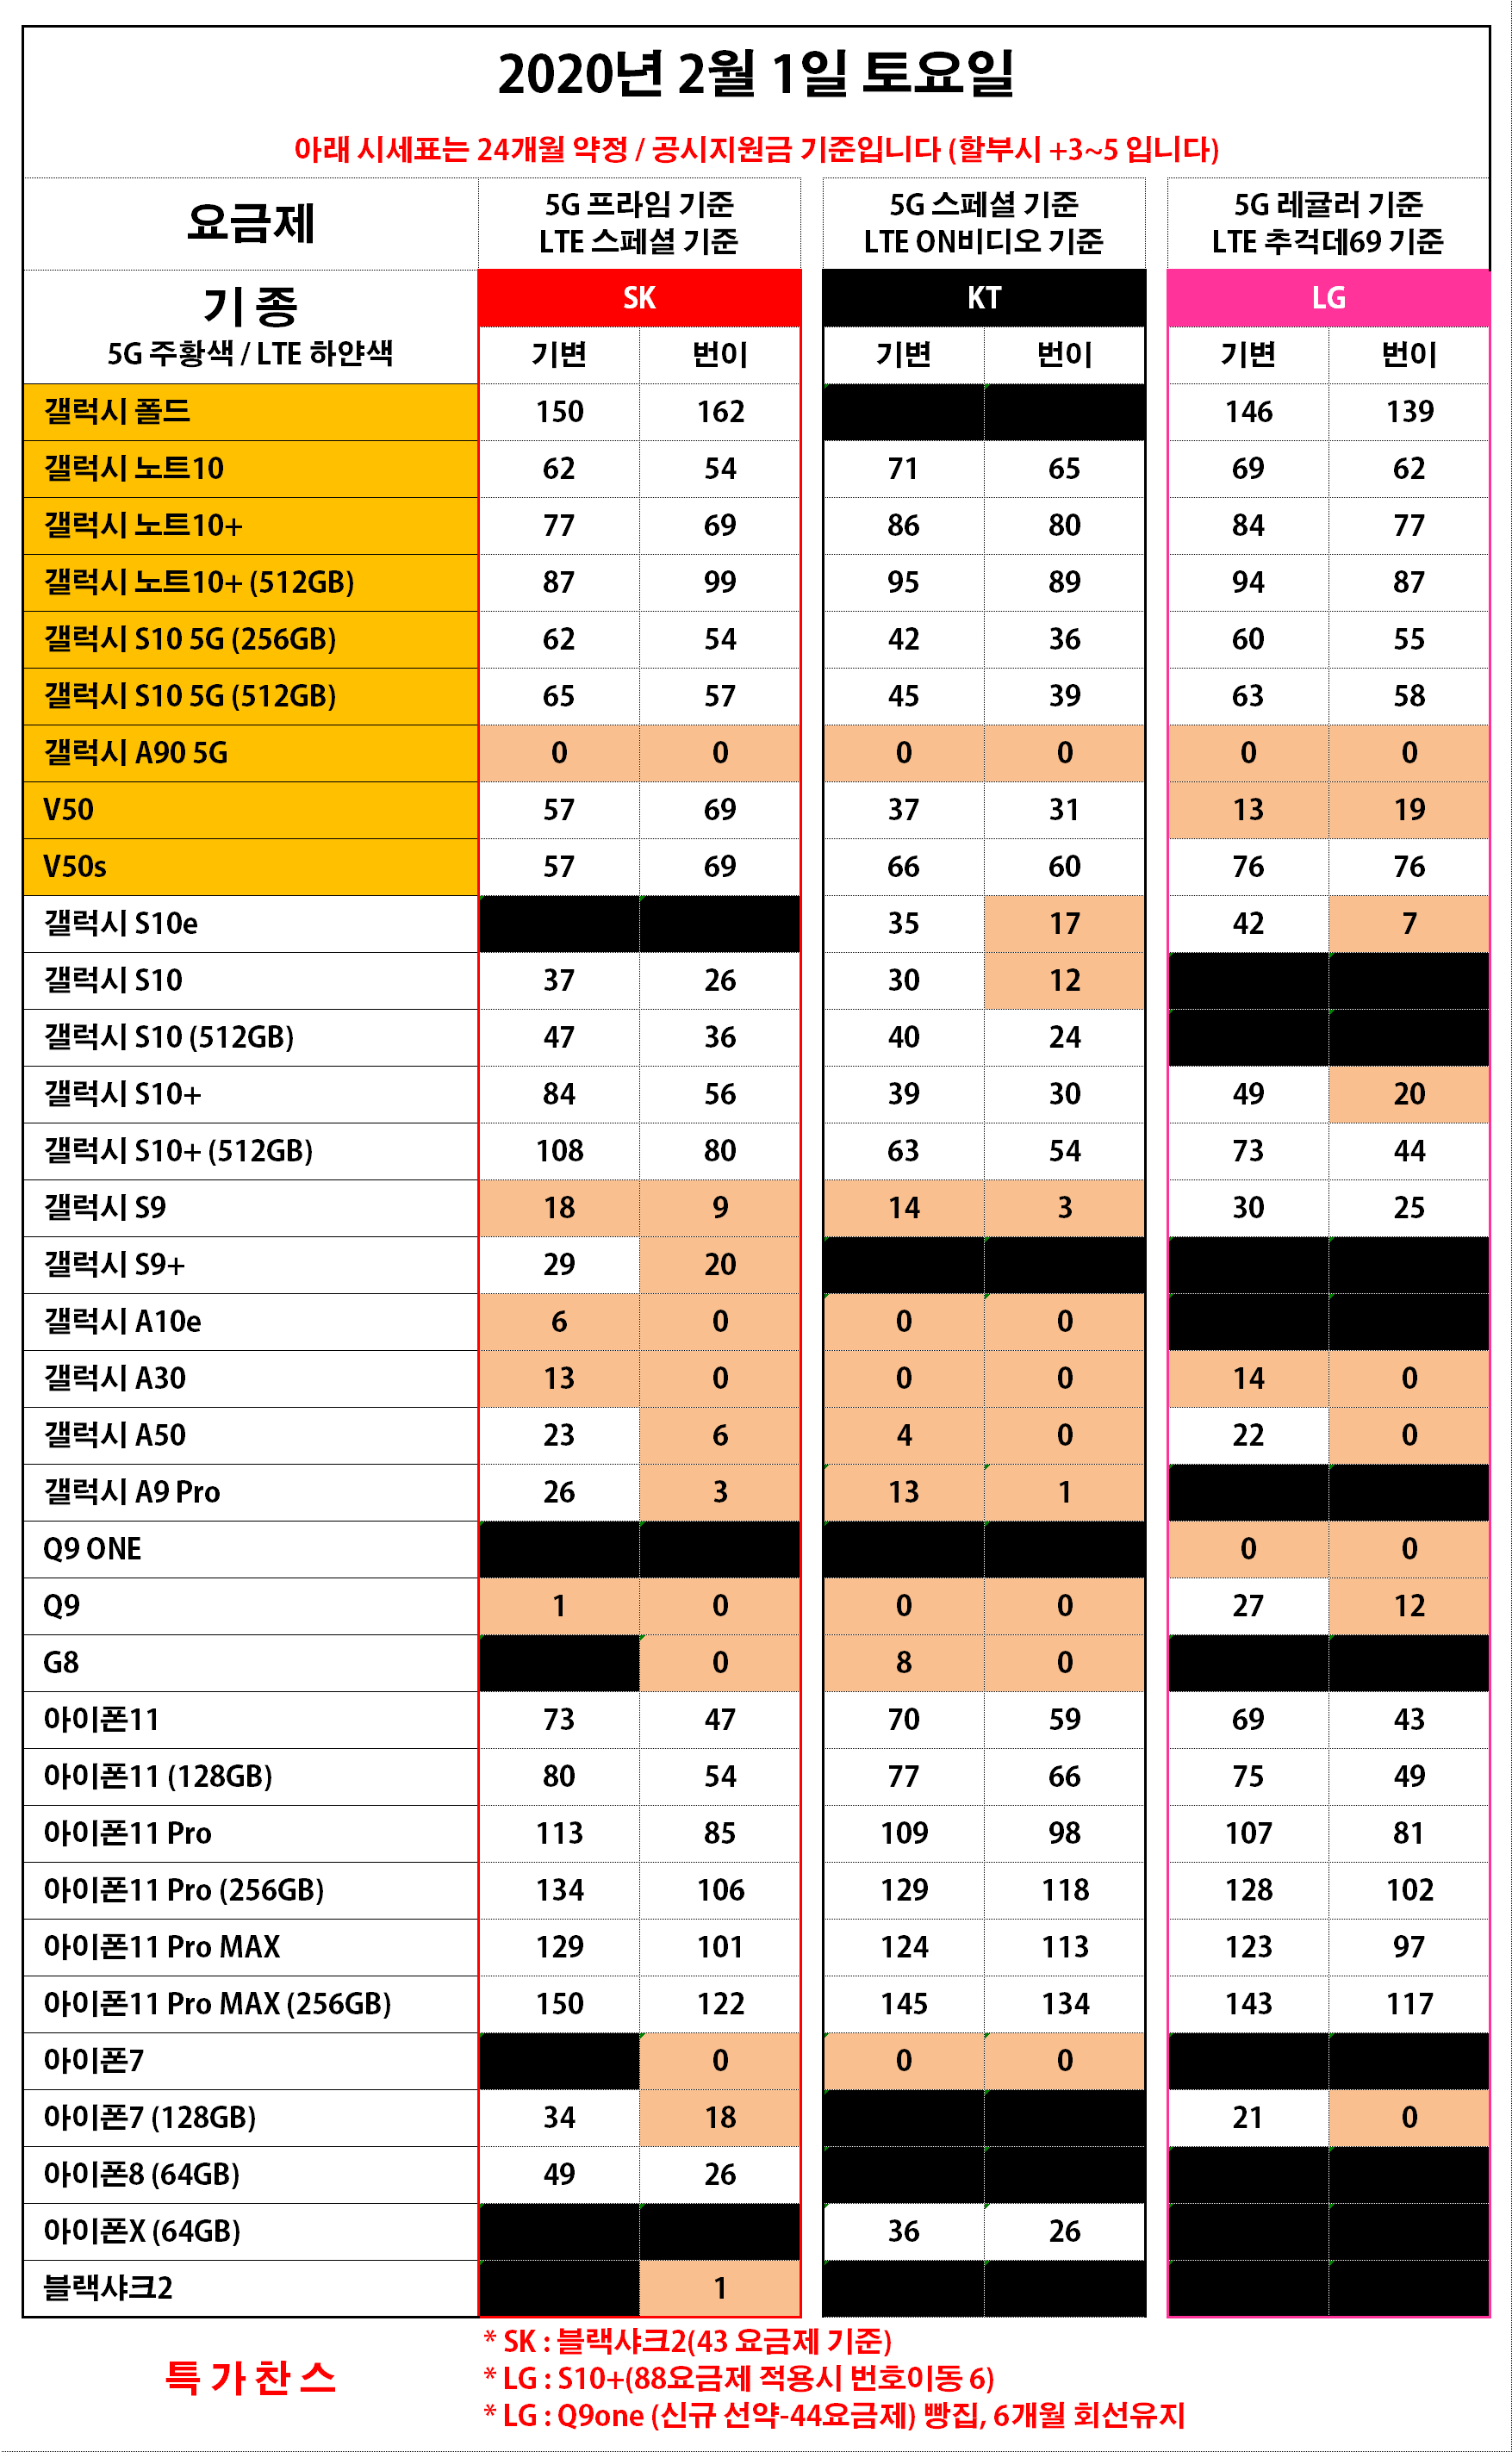 2020년 2월 1일 토요일
아래 시세표는 24개월 약정 / 공시지원금 기준입니다 (할부시 +3~5 입니다)
요금제
5G 프라임 기준
LTE 스페셜 기준
5G 스페셜 기준
LTE ON비디오 기준
5G 레귤러 기준
LTE 추걱데69 기준
기 종
5G 주황색 / LTE 하얀색
SK KT LG
기변 번이 기변 번이 기변 번이
갤럭시 폴드 150 162 146 139
갤럭시 노트10 62 54 71 65 69 62
갤럭시 노트10+ 77 69 86 80 84 77
갤럭시 노트10+ (512GB) 87 99 95 89 94 87
갤럭시 S10 5G (256GB) 62 54 42 36 60 55
갤럭시 S10 5G (512GB) 65 57 45 39 63 58
갤럭시 A90 5G 0 0 0 0 0 0
V50 57 69 37 31 13 19
V50s 57 69 66 60 76 76
갤럭시 S10e 35 17 42 7
갤럭시 S10 37 26 30 12
갤럭시 S10 (512GB) 47 36 40 24
갤럭시 S10+ 84 56 39 30 49 20
갤럭시 S10+ (512GB) 108 80 63 54 73 44
갤럭시 S9 18 9 14 3 30 25
갤럭시 S9+ 29 20
갤럭시 A10e 6 0 0 0
갤럭시 A30 13 0 0 0 14 0
갤럭시 A50 23 6 4 0 22 0
갤럭시 A9 Pro 26 3 13 1
Q9 ONE 0 0
Q9 1 0 0 0 27 12
G8 0 8 0
아이폰11 73 47 70 59 69 43
아이폰11 (128GB) 80 54 77 66 75 49
아이폰11 Pro 113 85 109 98 107 81
아이폰11 Pro (256GB) 134 106 129 118 128 102
아이폰11 Pro MAX 129 101 124 113 123 97
아이폰11 Pro MAX (256GB) 150 122 145 134 143 117
아이폰7 0 0 0
아이폰7 (128GB) 34 18 21 0
아이폰8 (64GB) 49 26
아이폰X (64GB) 36 26
블랙샤크2 1
특 가 찬 스
* SK : 블랙샤크2(43 요금제 기준)
* LG : S10+(88요금제 적용시 번호이동 6)
* LG : Q9one (신규 선약-44요금제) 빵집, 6개월 회선유지